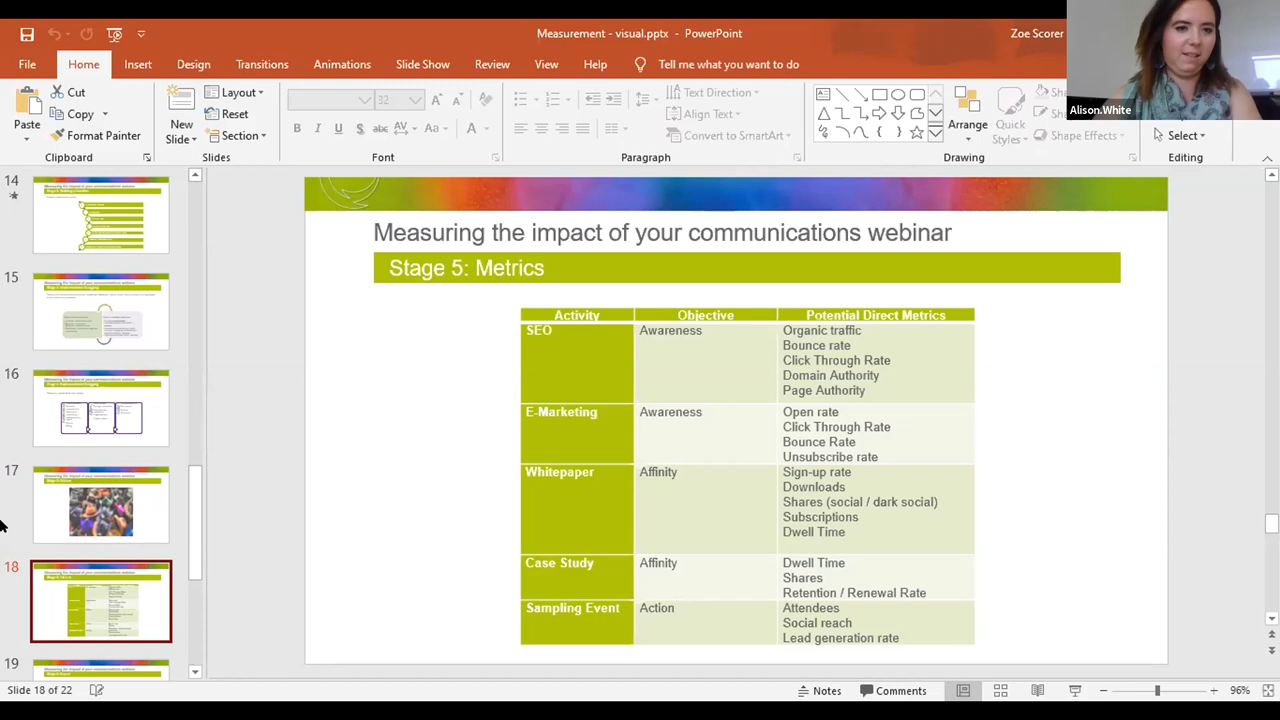 Measurement - visual.pptx - PowerPoint
Zoe Scorer
File Home Insert Design Transitions Animations Slide Show Review View Help Tell me what you want to do
Alison.White
Paste
Cut
Copy
Format Painter
Clipboard
New Slide
Layout
Reset
Section
Slides
32
Font
Text Direction
Align Text
Convert to SmartArt
Paragraph
Arrange
Quick Styles
Shape Effects
Drawing
Select
Editing
14
15
16
17
18
19
Measuring the impact of your communications webinar
Stage 5: Metrics
Activity Objective Potential Direct Metrics
SEO Awareness Organic traffic
Bounce rate
Click Through Rate
Domain Authority
Page Authority
E-Marketing Awareness Open rate
Click Through Rate
Bounce Rate
Unsubscribe rate
Whitepaper Affinity Sign-up rate
Downloads
Shares (social / dark social)
Subscriptions
Dwell Time
Case Study Affinity Dwell Time
Shares
Retention / Renewal Rate
Sampling Event Action Attendees
Social reach
Lead generation rate
Slide 18 of 22
Notes
Comments
96%